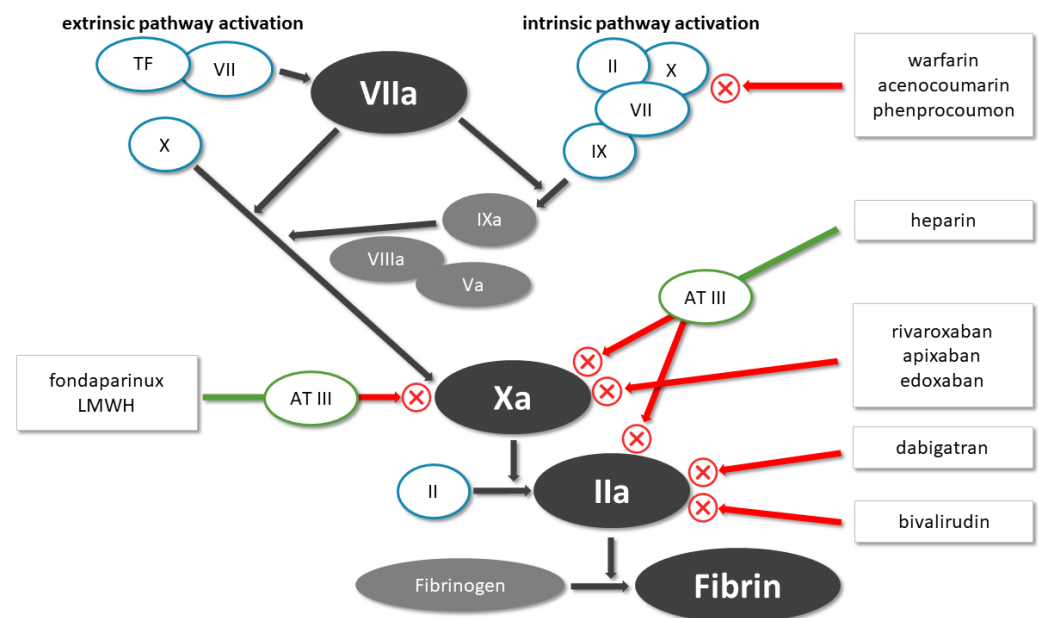 extrinsic pathway activation
intrinsic pathway activation
TF
VII
VIIa
II
X
VII
IX
warfarin
acenocoumarin
phenprocoumon
X
IXa
VIIIa
Va
heparin
AT III
rivaroxaban
apixaban
edoxaban
fondaparinux
LMWH
AT III
Xa
dabigatran
II
IIa
bivalirudin
Fibrinogen
Fibrin